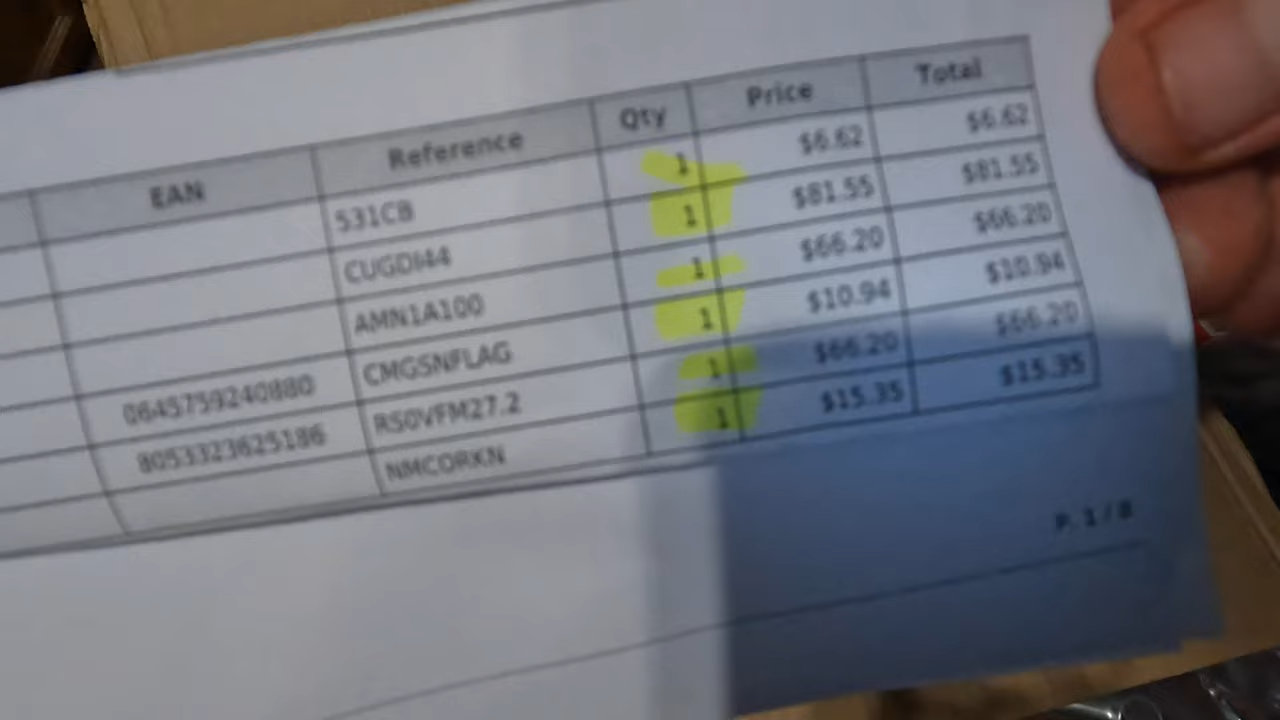 EAN Reference Qty Price Total
531CB 1 $6.62 $6.62
CUGDI44 1 $81.55 $81.55
AMN1A100 1 $66.20 $66.20
0645759240880 CMGSNFLAG 1 $10.94 $10.94
8053323625186 RS0VFM27.2 1 $66.20 $66.20
NMCORKN 1 $15.35 $15.35
P. 1 / 8